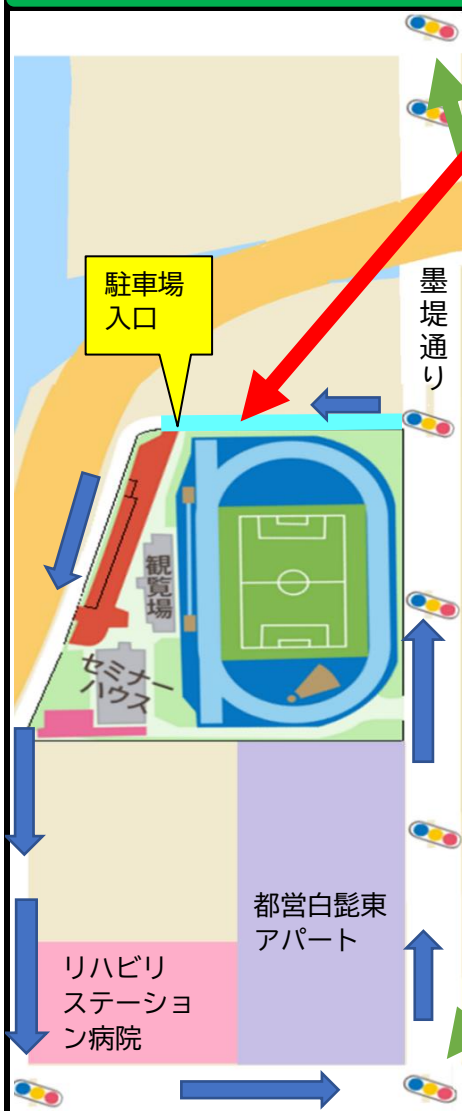 駐車場
入口
墨堤通り
観覧場
セミナー
ハウス
都営白髭東
アパート
リハビリ
ステーショ
ン病院